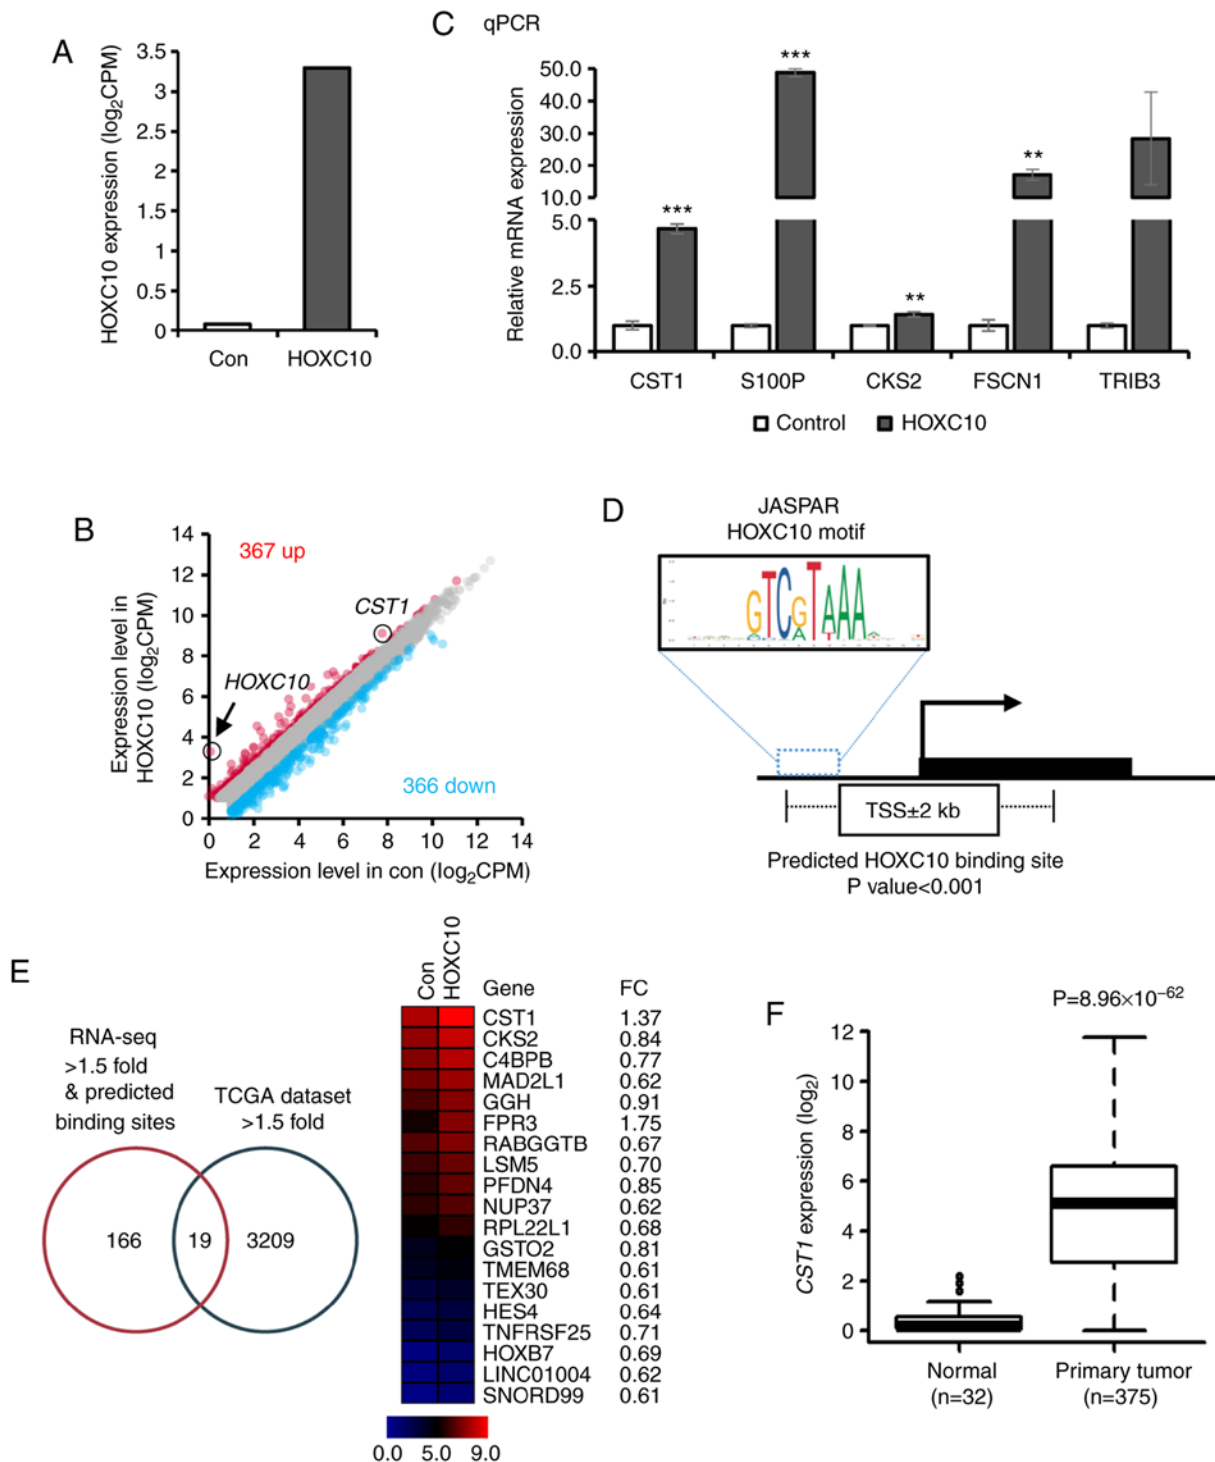 A
HOXC10 expression (log₂CPM)
3.5
3
2.5
2
1.5
1
0.5
0
Con HOXC10
C qPCR
Relative mRNA expression
50.0
40.0
30.0
20.0
10.0
5.0
2.5
0.0
***
***
**
**
CST1 S100P CKS2 FSCN1 TRIB3
Control HOXC10
B
Expression level in
HOXC10 (log₂CPM)
14
12
10
8
6
4
2
0
367 up
CST1
HOXC10
366 down
0 2 4 6 8 10 12 14
Expression level in con (log₂CPM)
D
JASPAR
HOXC10 motif
GTCGTAAA
A A
TSS±2 kb
Predicted HOXC10 binding site
P value<0.001
E
RNA-seq
>1.5 fold
& predicted
binding sites
TCGA dataset
>1.5 fold
166 19 3209
Con HOXC10 Gene FC
CST1 1.37
CKS2 0.84
C4BPB 0.77
MAD2L1 0.62
GGH 0.91
FPR3 1.75
RABGGTB 0.67
LSM5 0.70
PFDN4 0.85
NUP37 0.62
RPL22L1 0.68
GSTO2 0.81
TMEM68 0.61
TEX30 0.61
HES4 0.64
TNFRSF25 0.71
HOXB7 0.69
LINC01004 0.62
SNORD99 0.61
0.0 5.0 9.0
F
P=8.96×10⁻⁶²
CST1 expression (log₂)
12
10
8
6
4
2
0
Normal Primary tumor
(n=32) (n=375)